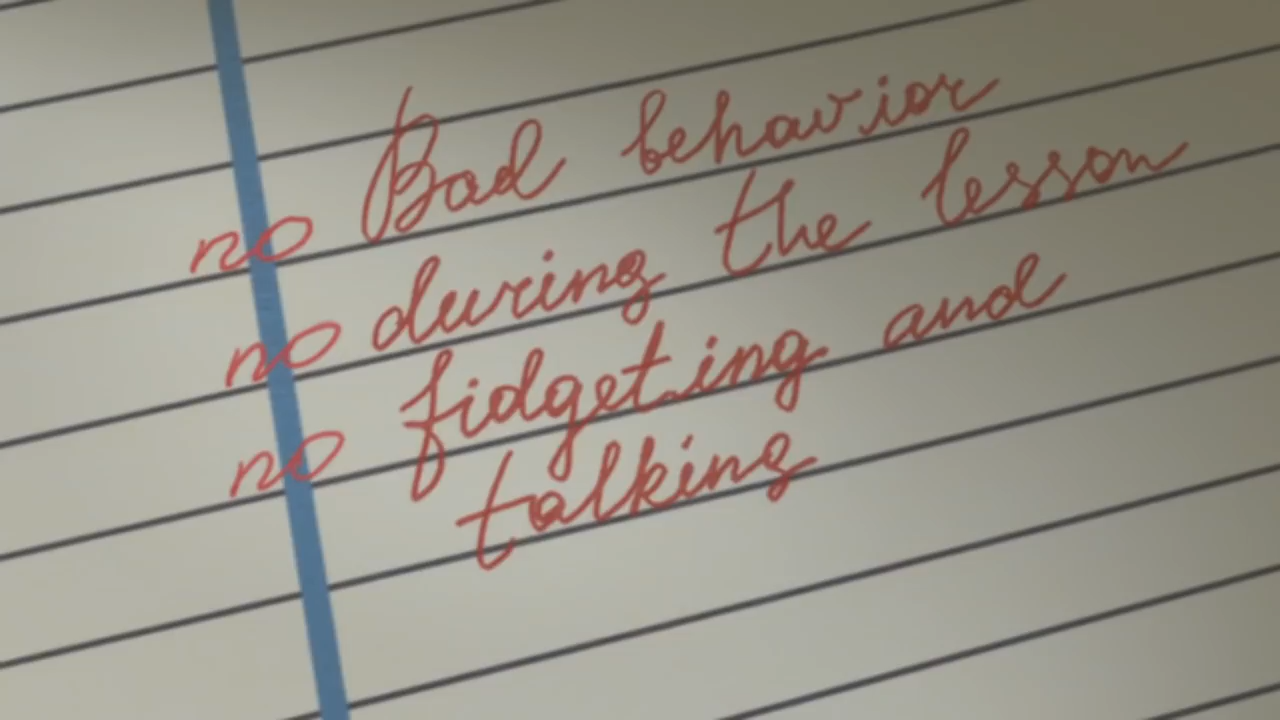 no Bad behavior
no during the lesson
no fidgeting and
talking